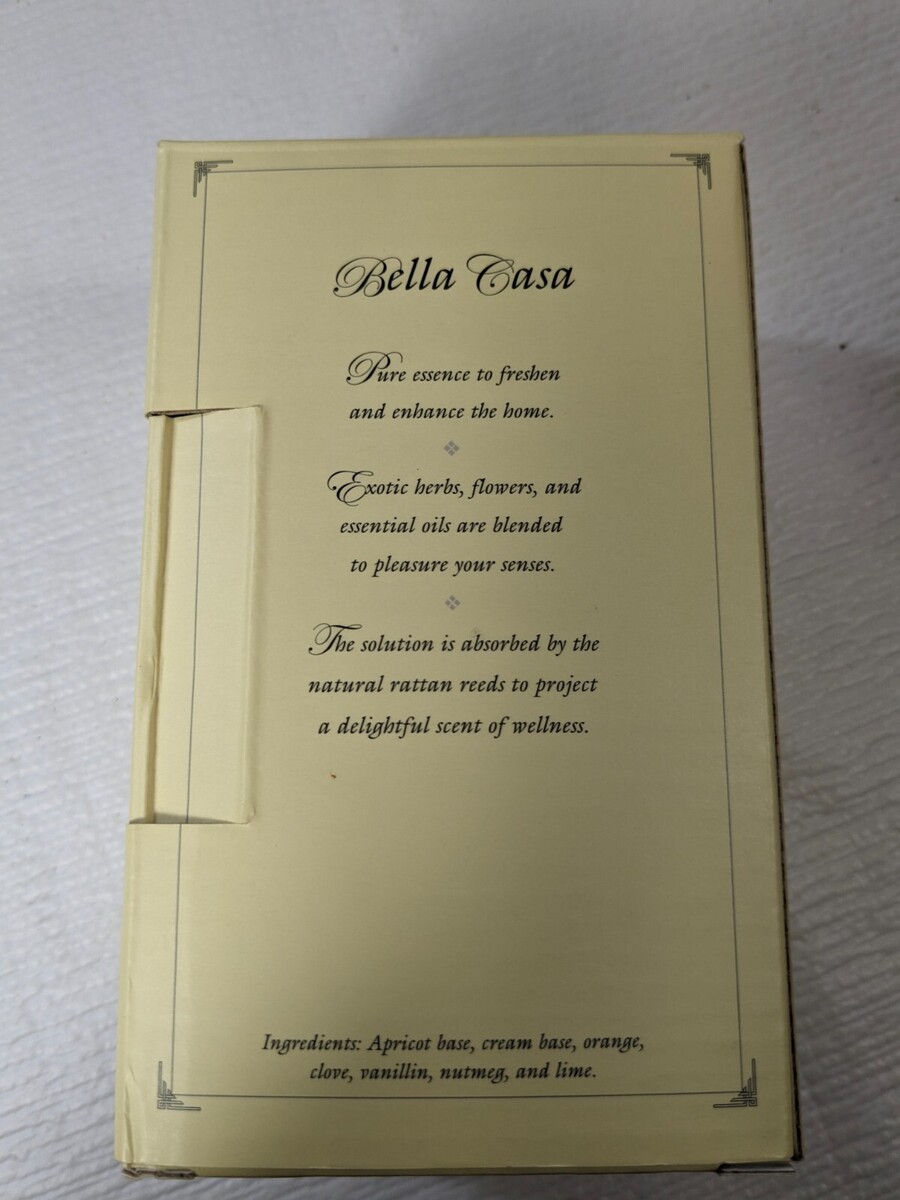 Bella Casa
Pure essence to freshen
and enhance the home.
Exotic herbs, flowers, and
essential oils are blended
to pleasure your senses.
The solution is absorbed by the
natural rattan reeds to project
a delightful scent of wellness.
Ingredients: Apricot base, cream base, orange,
clove, vanillin, nutmeg, and lime.